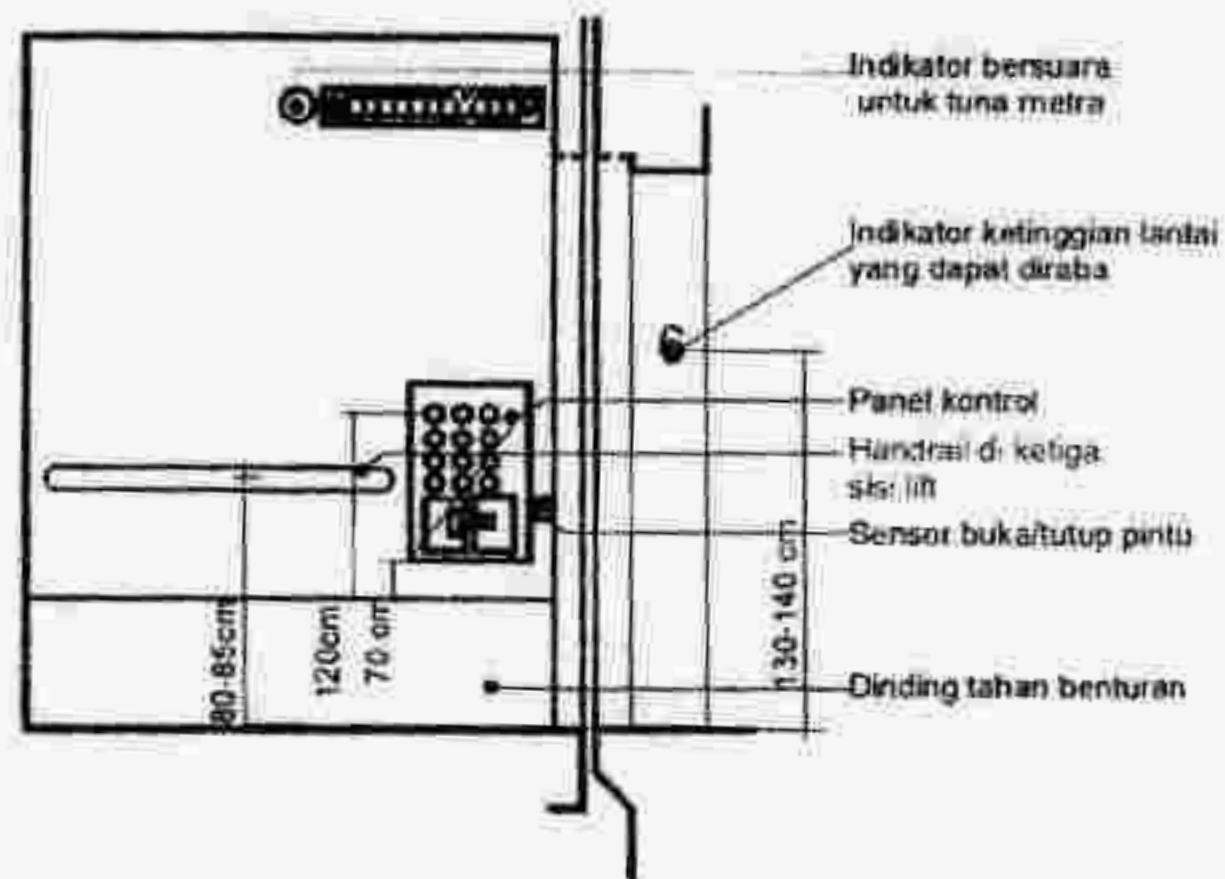 Indikator bersuara
untuk tuna metra
Indikator ketinggian lantai
yang dapat diraba
Panel kontrol
Handrail di ketiga
sisi lift
Sensor buka/tutup pintu
Dinding tahan benturan
80-85cm
120cm
70 cm
130-140 cm